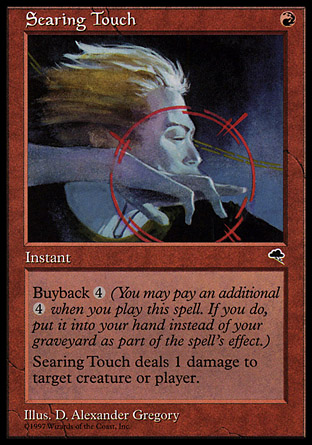 Searing Touch
Instant
Buyback 4 (You may pay an additional
4 when you play this spell. If you do,
put it into your hand instead of your
graveyard as part of the spell's effect.)
Searing Touch deals 1 damage to
target creature or player.
Illus. D. Alexander Gregory
©1997 Wizards of the Coast, Inc.